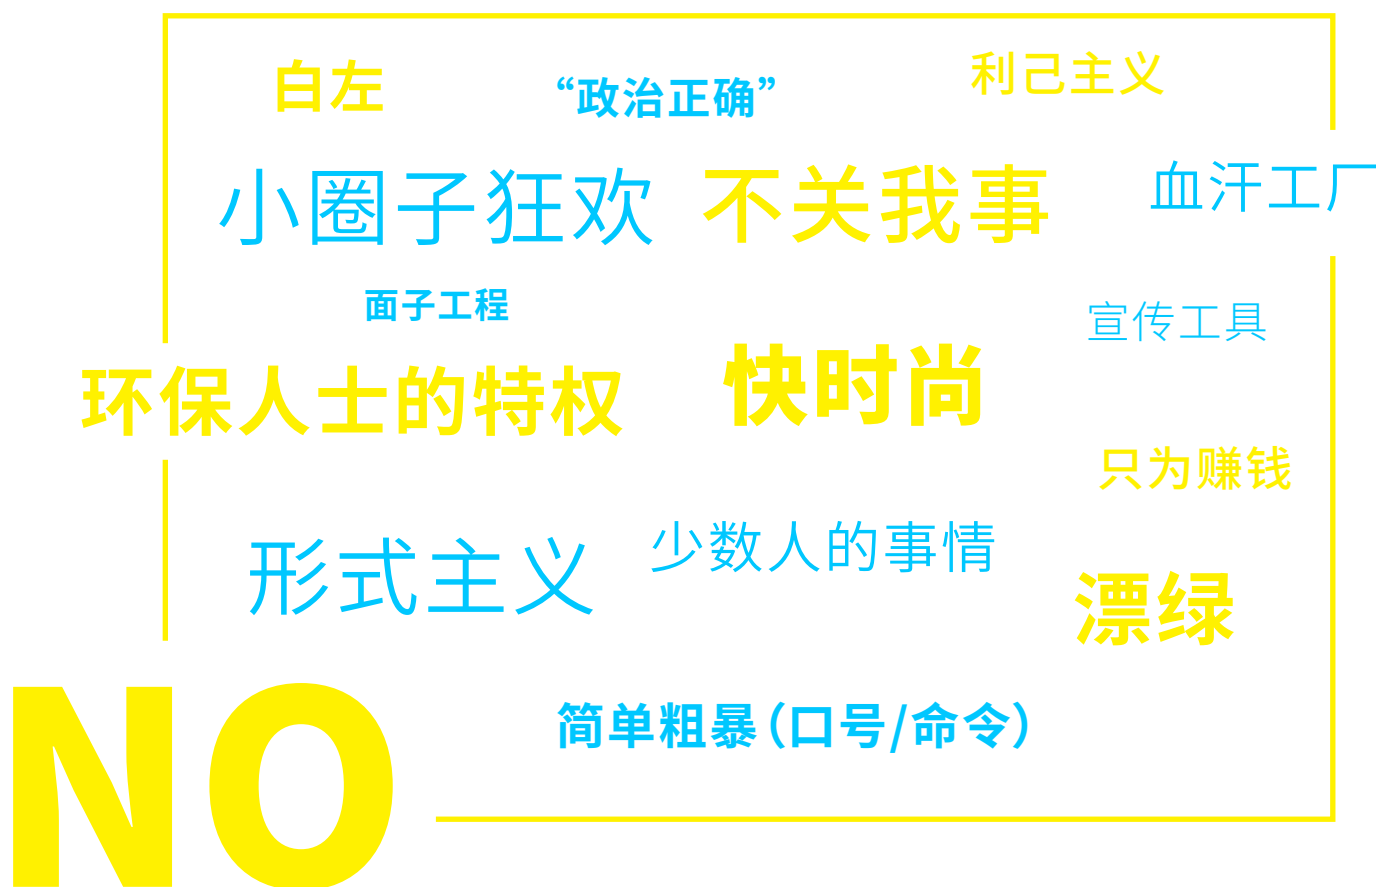 白左
“政治正确”
利己主义
小圈子狂欢
不关我事
血汗工厂
面子工程
宣传工具
环保人士的特权
快时尚
只为赚钱
形式主义
少数人的事情
漂绿
简单粗暴（口号/命令）
NO